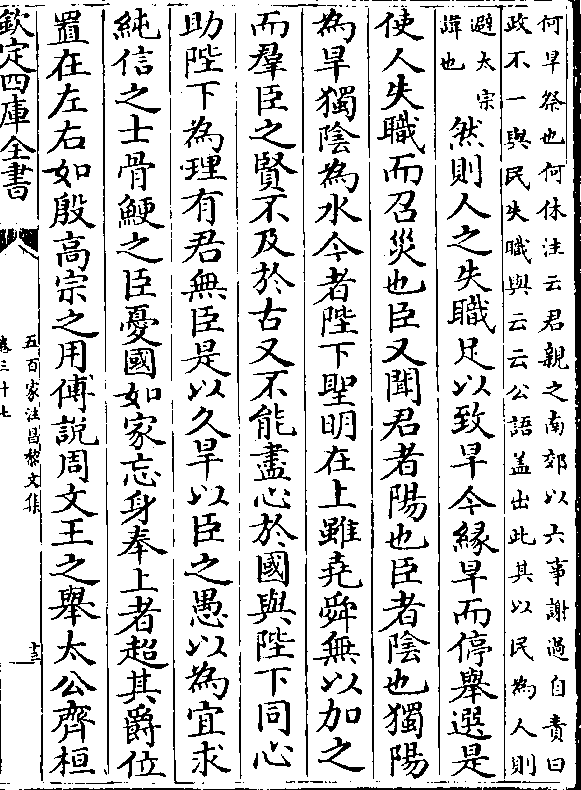 何旱祭也何休注云君親之南郊以六事謝過自責曰
政不一與民失職與云云公語蓋出此其以民為人則
避太宗
諱也
然則人之失職足以致旱今緣旱而停舉選是
使人失職而召災也臣又聞君者陽也臣者陰也獨陽
為旱獨陰為水今者陛下聖明在上雖堯舜無以加之
而羣臣之賢不及於古又不能盡心於國與陛下同心
助陛下為理有君無臣是以久旱以臣之愚以為宜求
純信之士骨鯁之臣憂國如家忘身奉上者超其爵位
置在左右如殷高宗之用傅說周文王之舉太公齊桓
欽定四庫全書
五百家注昌黎文集
卷三十七
十三